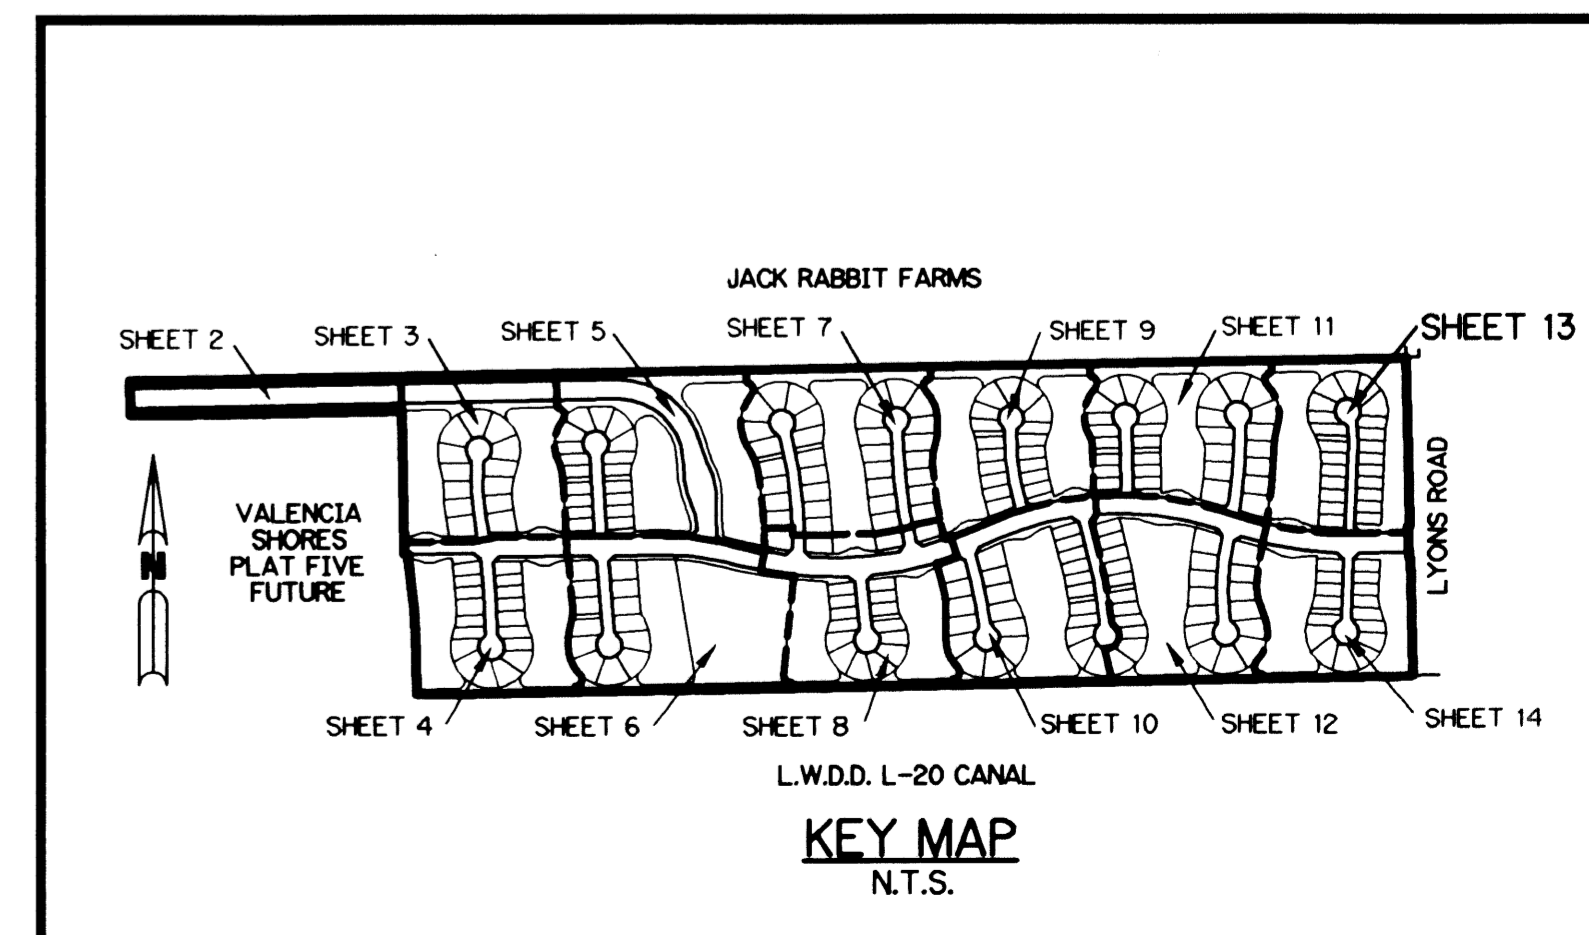 JACK RABBIT FARMS
SHEET 2
SHEET 3
SHEET 5
SHEET 7
SHEET 9
SHEET 11
SHEET 13
VALENCIA
SHORES
PLAT FIVE
FUTURE
N
LYONS ROAD
SHEET 4
SHEET 6
SHEET 8
SHEET 10
SHEET 12
SHEET 14
L.W.D.D. L-20 CANAL
KEY MAP
N.T.S.